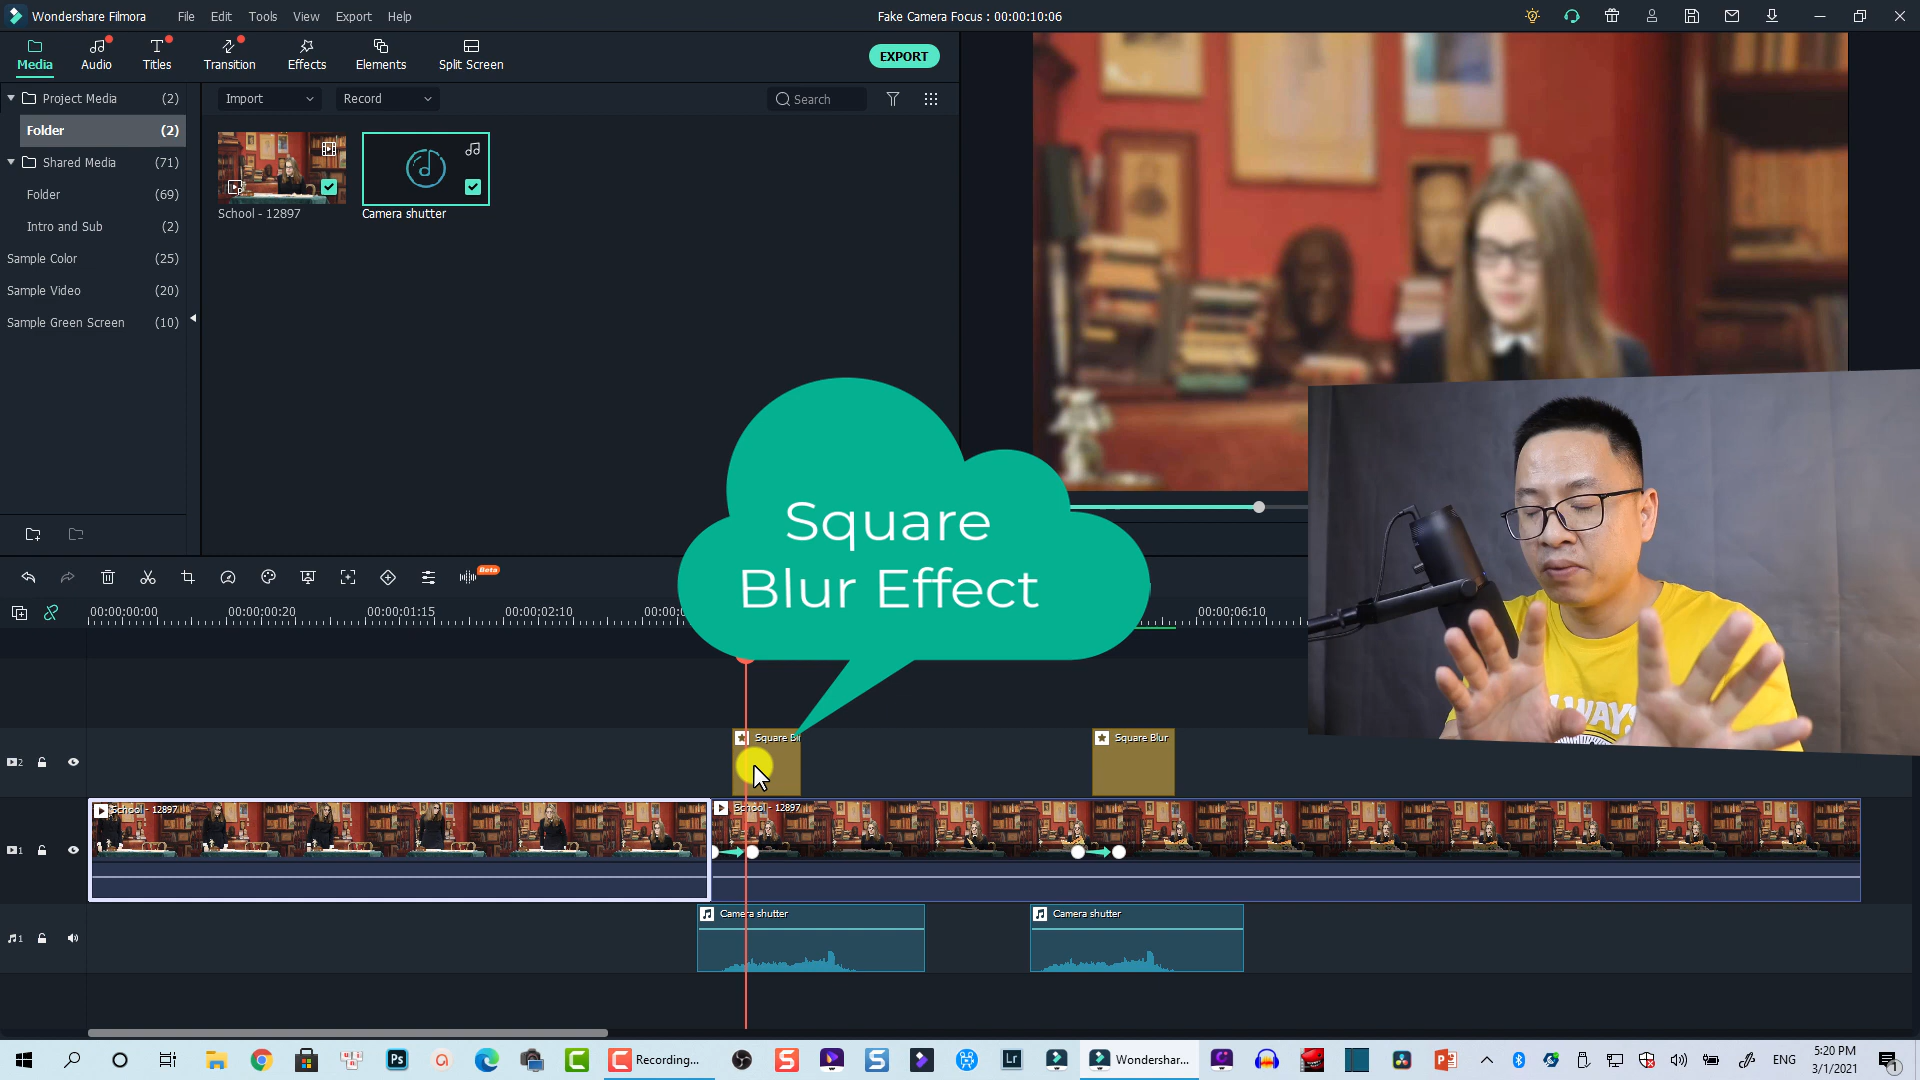 Wondershare Filmora
File Edit Tools View Export Help
Fake Camera Focus : 00:00:10:06
Media Audio Titles Transition Effects Elements Split Screen
EXPORT
Project Media (2)
Import Record Search
Folder (2)
Shared Media (71)
Folder (69)
Intro and Sub (2)
Sample Color (25)
Sample Video (20)
Sample Green Screen (10)
School - 12897
Camera shutter
Square
Blur Effect
Beta
00:00:00:00 00:00:00:20 00:00:01:15 00:00:02:10 00:00:06:10
Square Blur
2
School - 12897
School - 12897
1
Camera shutter
Camera shutter
1
Recording...
Wondershar...
ENG
5:20 PM
3/1/2021